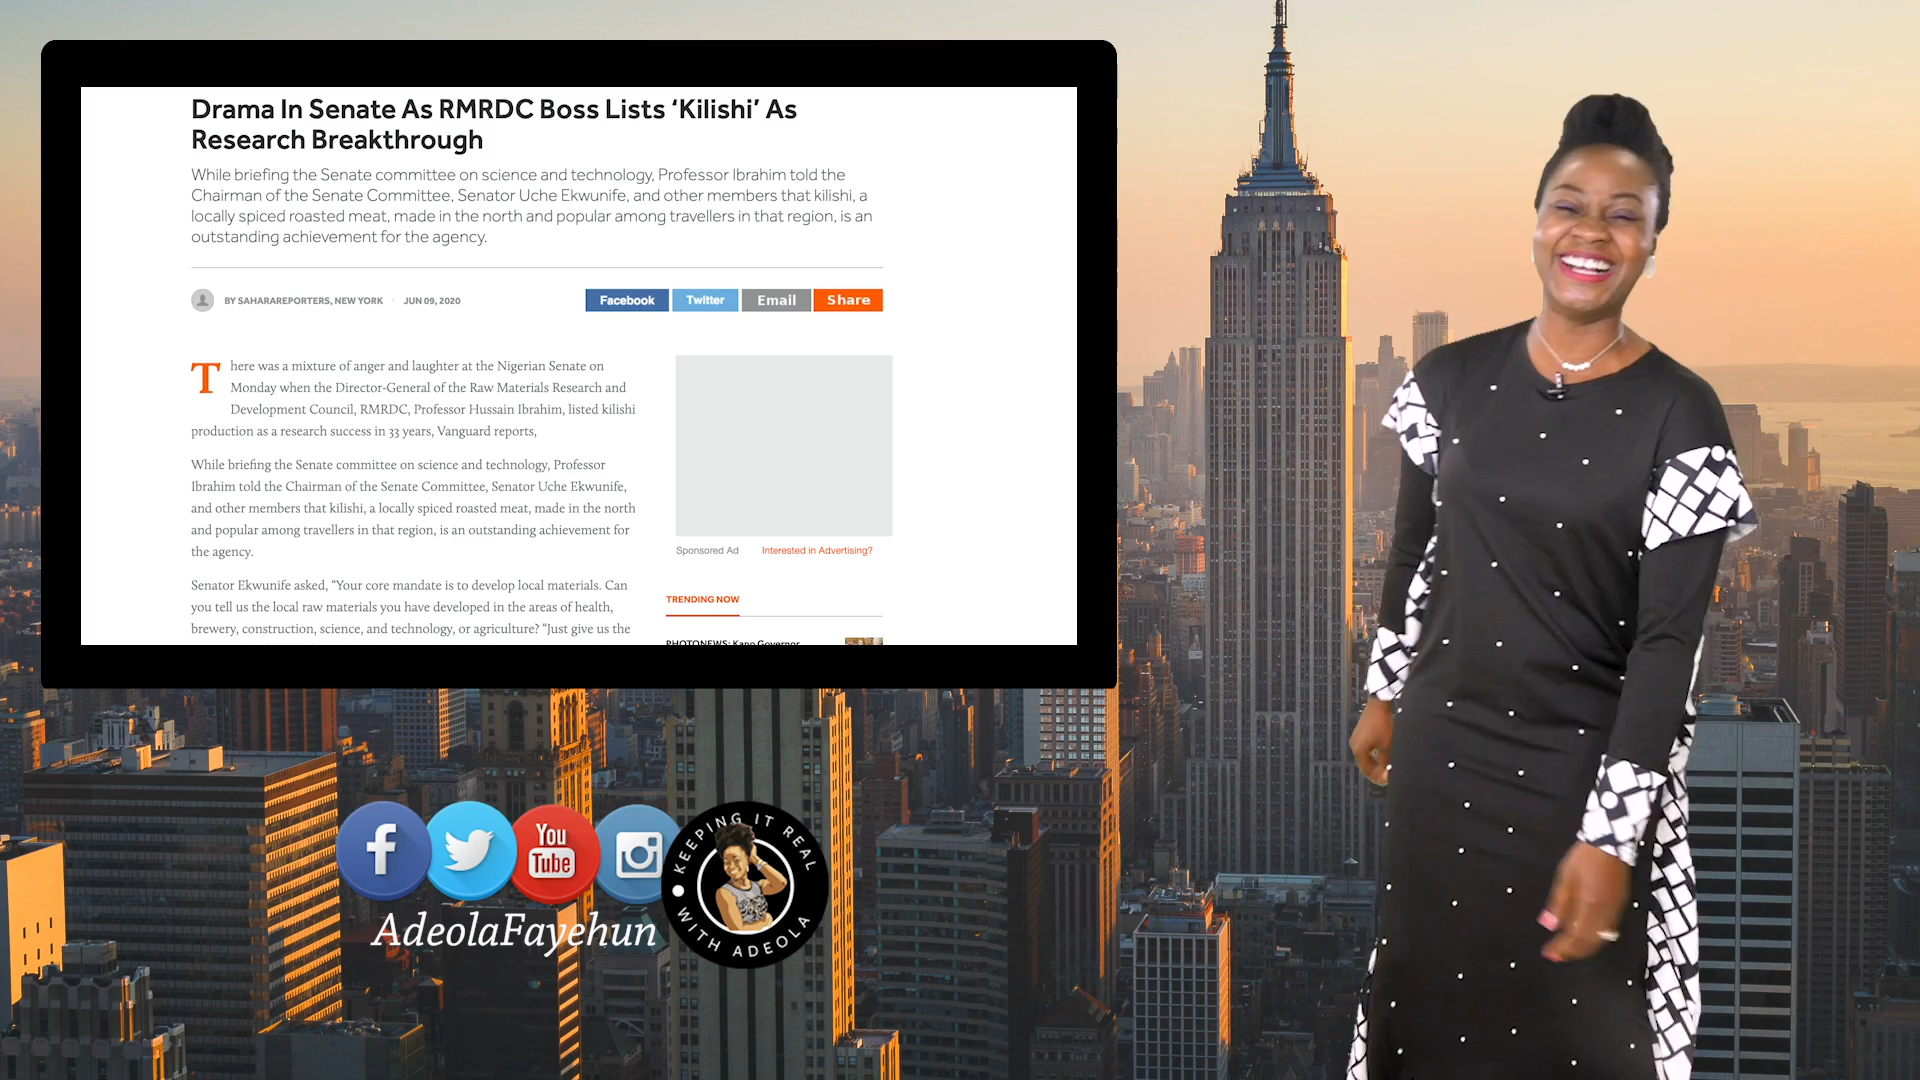 Drama In Senate As RMRDC Boss Lists ‘Kilishi’ As
Research Breakthrough
While briefing the Senate committee on science and technology, Professor Ibrahim told the
Chairman of the Senate Committee, Senator Uche Ekwunife, and other members that kilishi, a
locally spiced roasted meat, made in the north and popular among travellers in that region, is an
outstanding achievement for the agency.
BY SAHARAREPORTERS, NEW YORK · JUN 09, 2020
Facebook
Twitter
Email
Share
There was a mixture of anger and laughter at the Nigerian Senate on
Monday when the Director-General of the Raw Materials Research and
Development Council, RMRDC, Professor Hussain Ibrahim, listed kilishi
production as a research success in 33 years, Vanguard reports,
While briefing the Senate committee on science and technology, Professor
Ibrahim told the Chairman of the Senate Committee, Senator Uche Ekwunife,
and other members that kilishi, a locally spiced roasted meat, made in the north
and popular among travellers in that region, is an outstanding achievement for
the agency.
Senator Ekwunife asked, “Your core mandate is to develop local materials. Can
you tell us the local raw materials you have developed in the areas of health,
brewery, construction, science, and technology, or agriculture? “Just give us the
Sponsored Ad
Interested in Advertising?
TRENDING NOW
PHOTONEWS: Kano Governor
f
You
Tube
AdeolaFayehun
KEEPING IT REAL
WITH ADEOLA